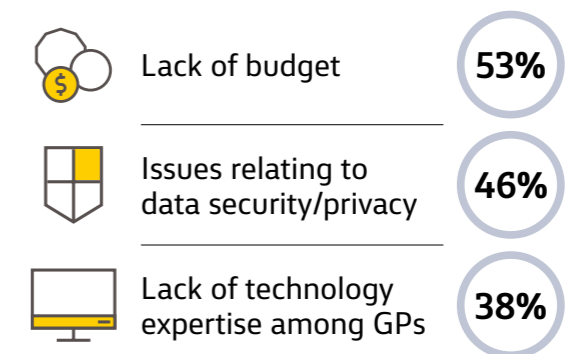 $
Lack of budget
53%
Issues relating to
data security/privacy
46%
Lack of technology
expertise among GPs
38%